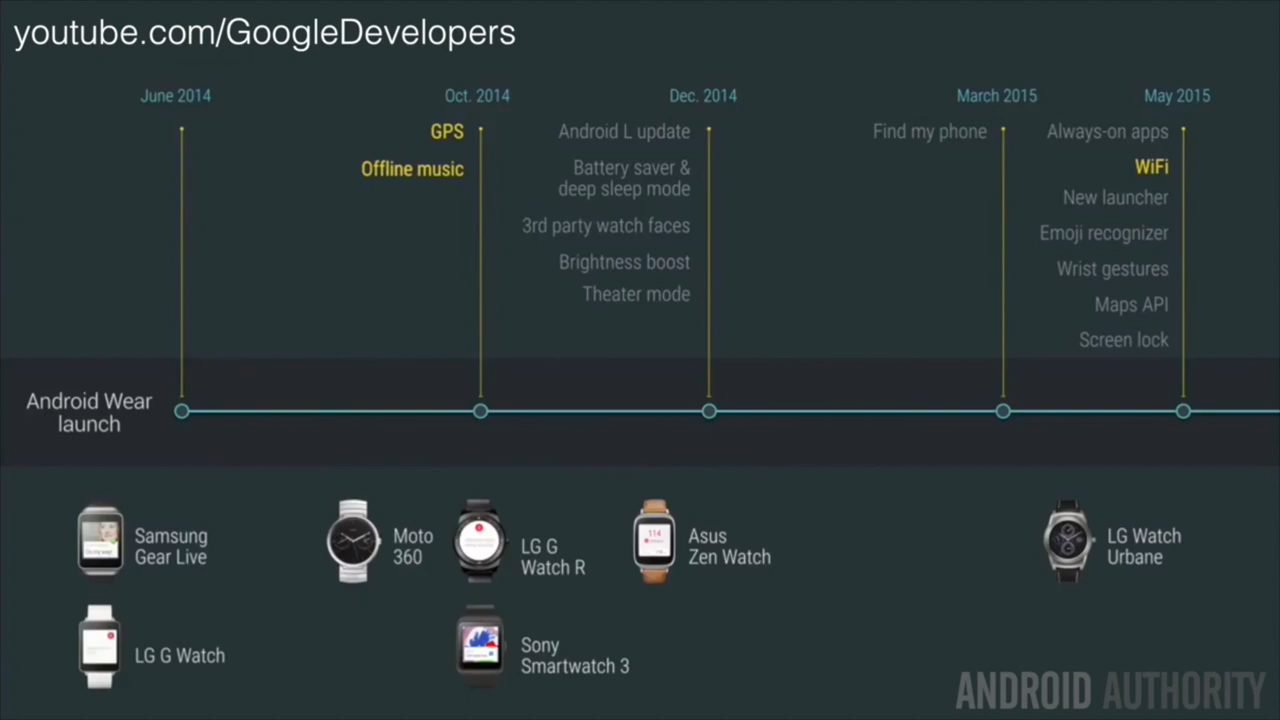 youtube.com/GoogleDevelopers
June 2014
Oct. 2014
Dec. 2014
March 2015
May 2015
GPS
Offline music
Android L update
Battery saver &
deep sleep mode
3rd party watch faces
Brightness boost
Theater mode
Find my phone
Always-on apps
WiFi
New launcher
Emoji recognizer
Wrist gestures
Maps API
Screen lock
Android Wear
launch
Samsung
Gear Live
Moto
360
LG G
Watch R
Asus
Zen Watch
LG Watch
Urbane
LG G Watch
Sony
Smartwatch 3
114
ANDROID AUTHORITY